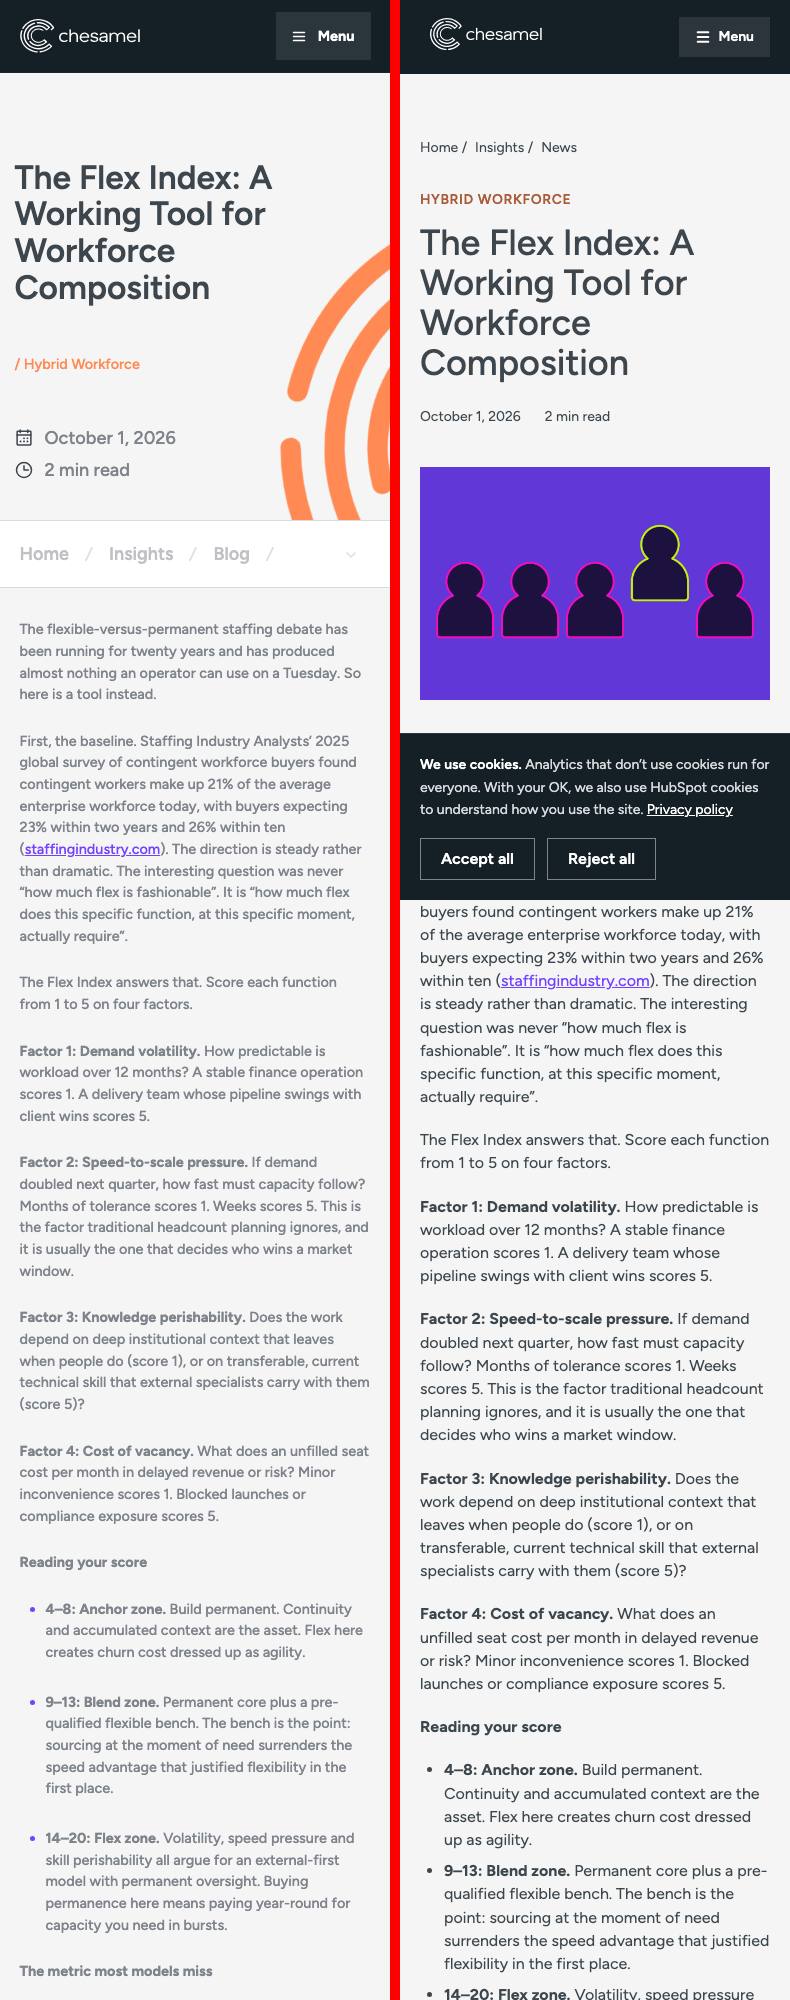 chesamel
Menu
The Flex Index: A
Working Tool for
Workforce
Composition
/ Hybrid Workforce
October 1, 2026
2 min read
Home / Insights / Blog /
The flexible-versus-permanent staffing debate has
been running for twenty years and has produced
almost nothing an operator can use on a Tuesday. So
here is a tool instead.
First, the baseline. Staffing Industry Analysts’ 2025
global survey of contingent workforce buyers found
contingent workers make up 21% of the average
enterprise workforce today, with buyers expecting
23% within two years and 26% within ten
(staffingindustry.com). The direction is steady rather
than dramatic. The interesting question was never
“how much flex is fashionable”. It is “how much flex
does this specific function, at this specific moment,
actually require”.
The Flex Index answers that. Score each function
from 1 to 5 on four factors.
Factor 1: Demand volatility. How predictable is
workload over 12 months? A stable finance operation
scores 1. A delivery team whose pipeline swings with
client wins scores 5.
Factor 2: Speed-to-scale pressure. If demand
doubled next quarter, how fast must capacity follow?
Months of tolerance scores 1. Weeks scores 5. This is
the factor traditional headcount planning ignores, and
it is usually the one that decides who wins a market
window.
Factor 3: Knowledge perishability. Does the work
depend on deep institutional context that leaves
when people do (score 1), or on transferable, current
technical skill that external specialists carry with them
(score 5)?
Factor 4: Cost of vacancy. What does an unfilled seat
cost per month in delayed revenue or risk? Minor
inconvenience scores 1. Blocked launches or
compliance exposure scores 5.
Reading your score
• 4–8: Anchor zone. Build permanent. Continuity
and accumulated context are the asset. Flex here
creates churn cost dressed up as agility.
• 9–13: Blend zone. Permanent core plus a pre-
qualified flexible bench. The bench is the point:
sourcing at the moment of need surrenders the
speed advantage that justified flexibility in the
first place.
• 14–20: Flex zone. Volatility, speed pressure and
skill perishability all argue for an external-first
model with permanent oversight. Buying
permanence here means paying year-round for
capacity you need in bursts.
The metric most models miss
chesamel
Menu
Home / Insights / News
HYBRID WORKFORCE
The Flex Index: A
Working Tool for
Workforce
Composition
October 1, 2026 2 min read
We use cookies. Analytics that don’t use cookies run for
everyone. With your OK, we also use HubSpot cookies
to understand how you use the site. Privacy policy
Accept all Reject all
buyers found contingent workers make up 21%
of the average enterprise workforce today, with
buyers expecting 23% within two years and 26%
within ten (staffingindustry.com). The direction
is steady rather than dramatic. The interesting
question was never “how much flex is
fashionable”. It is “how much flex does this
specific function, at this specific moment,
actually require”.
The Flex Index answers that. Score each function
from 1 to 5 on four factors.
Factor 1: Demand volatility. How predictable is
workload over 12 months? A stable finance
operation scores 1. A delivery team whose
pipeline swings with client wins scores 5.
Factor 2: Speed-to-scale pressure. If demand
doubled next quarter, how fast must capacity
follow? Months of tolerance scores 1. Weeks
scores 5. This is the factor traditional headcount
planning ignores, and it is usually the one that
decides who wins a market window.
Factor 3: Knowledge perishability. Does the
work depend on deep institutional context that
leaves when people do (score 1), or on
transferable, current technical skill that external
specialists carry with them (score 5)?
Factor 4: Cost of vacancy. What does an
unfilled seat cost per month in delayed revenue
or risk? Minor inconvenience scores 1. Blocked
launches or compliance exposure scores 5.
Reading your score
• 4–8: Anchor zone. Build permanent.
Continuity and accumulated context are the
asset. Flex here creates churn cost dressed
up as agility.
• 9–13: Blend zone. Permanent core plus a pre-
qualified flexible bench. The bench is the
point: sourcing at the moment of need
surrenders the speed advantage that justified
flexibility in the first place.
• 14–20: Flex zone. Volatility, speed pressure